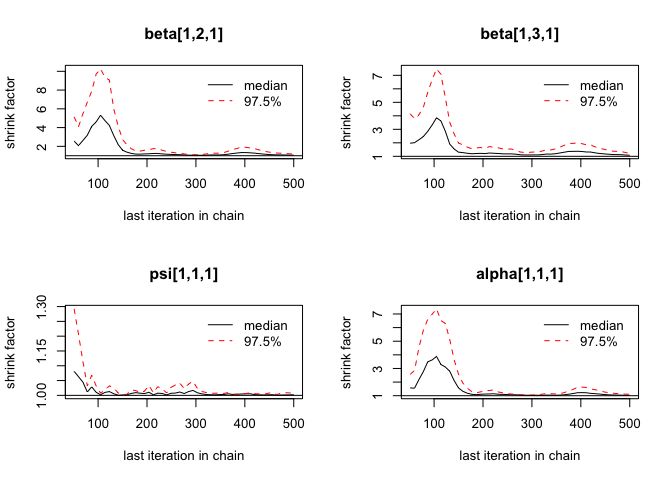 beta[1,2,1]
shrink factor
2 4 6 8
median
97.5%
100 200 300 400 500
last iteration in chain
beta[1,3,1]
shrink factor
1 3 5 7
median
97.5%
100 200 300 400 500
last iteration in chain
psi[1,1,1]
shrink factor
1.00 1.15 1.30
median
97.5%
100 200 300 400 500
last iteration in chain
alpha[1,1,1]
shrink factor
1 3 5 7
median
97.5%
100 200 300 400 500
last iteration in chain